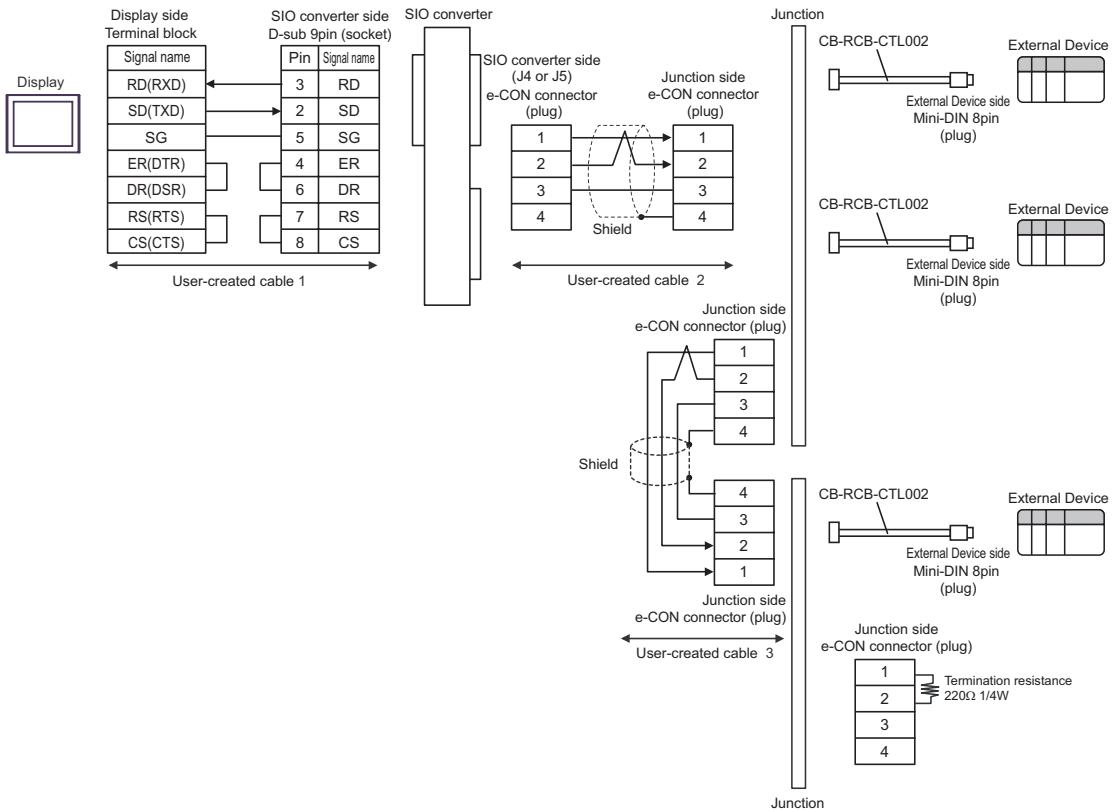 Display
Display side
Terminal block
Signal name
RD(RXD)
SD(TXD)
SG
ER(DTR)
DR(DSR)
RS(RTS)
CS(CTS)
SIO converter side
D-sub 9pin (socket)
Pin Signal name
3 RD
2 SD
5 SG
4 ER
6 DR
7 RS
8 CS
User-created cable 1
SIO converter
SIO converter side
(J4 or J5)
e-CON connector
(plug)
1
2
3
4
Shield
Junction side
e-CON connector
(plug)
1
2
3
4
User-created cable 2
Junction
CB-RCB-CTL002
External Device side
Mini-DIN 8pin
(plug)
External Device
CB-RCB-CTL002
External Device side
Mini-DIN 8pin
(plug)
External Device
Junction side
e-CON connector (plug)
1
2
3
4
Shield
4
3
2
1
Junction side
e-CON connector (plug)
User-created cable 3
CB-RCB-CTL002
External Device side
Mini-DIN 8pin
(plug)
External Device
Junction side
e-CON connector (plug)
1
2
3
4
Termination resistance
220Ω 1/4W
Junction